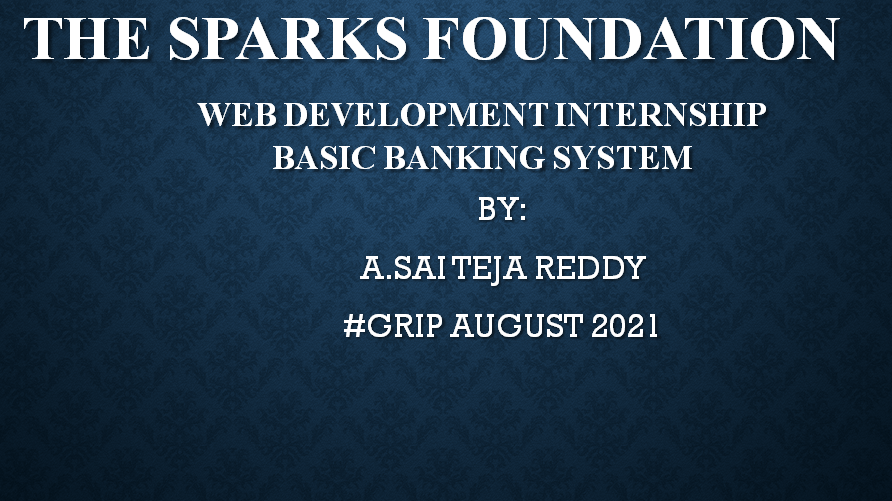 THE SPARKS FOUNDATION
WEB DEVELOPMENT INTERNSHIP
BASIC BANKING SYSTEM
BY:
A.SAI TEJA REDDY
#GRIP AUGUST 2021